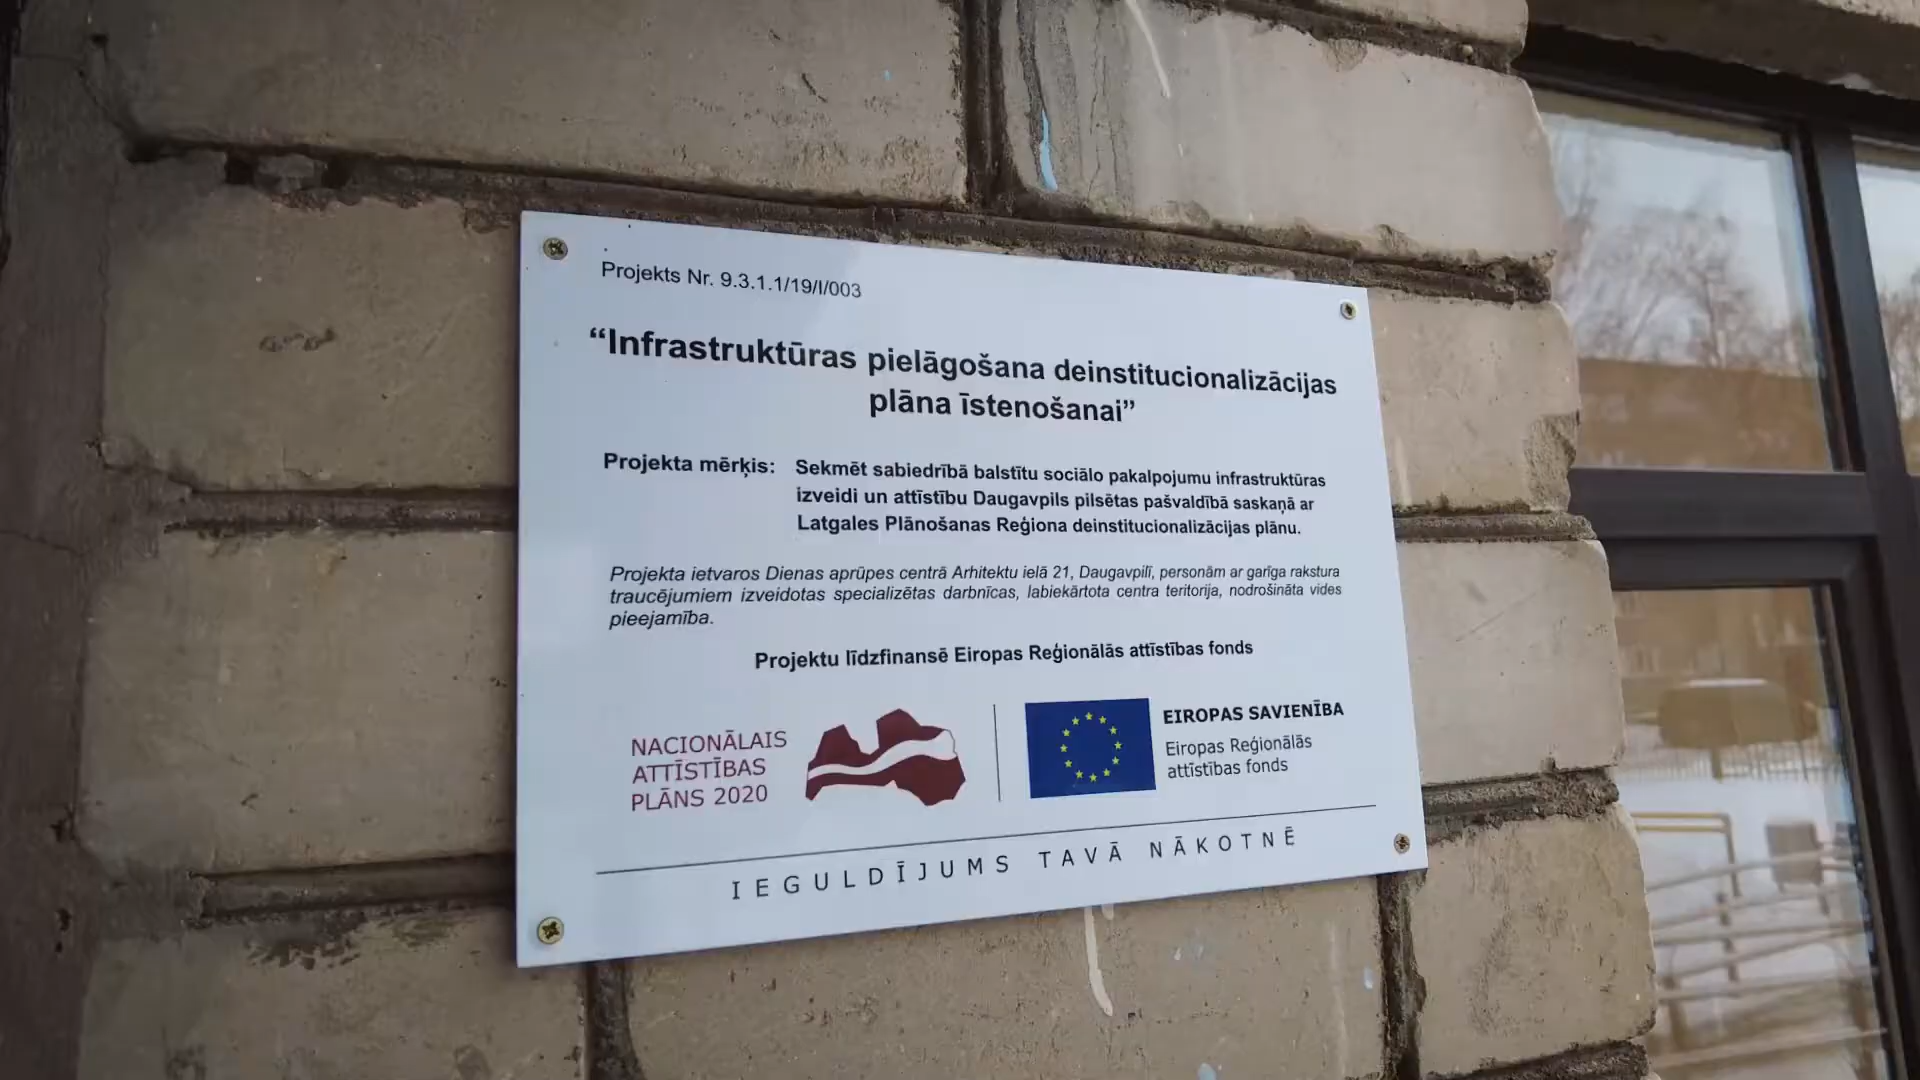 Projekts Nr. 9.3.1.1/19/I/003
“Infrastruktūras pielāgošana deinstitucionalizācijas
plāna īstenošanai”
Projekta mērķis: Sekmēt sabiedrībā balstītu sociālo pakalpojumu infrastruktūras
izveidi un attīstību Daugavpils pilsētas pašvaldībā saskaņā ar
Latgales Plānošanas Reģiona deinstitucionalizācijas plānu.
Projekta ietvaros Dienas aprūpes centrā Arhitektu ielā 21, Daugavpilī, personām ar garīga rakstura
traucējumiem izveidotas specializētas darbnīcas, labiekārtota centra teritorija, nodrošināta vides
pieejamība.
Projektu līdzfinansē Eiropas Reģionālās attīstības fonds
NACIONĀLAIS
ATTĪSTĪBAS
PLĀNS 2020
EIROPAS SAVIENĪBA
Eiropas Reģionālās
attīstības fonds
IEGULDĪJUMS TAVĀ NĀKOTNĒ